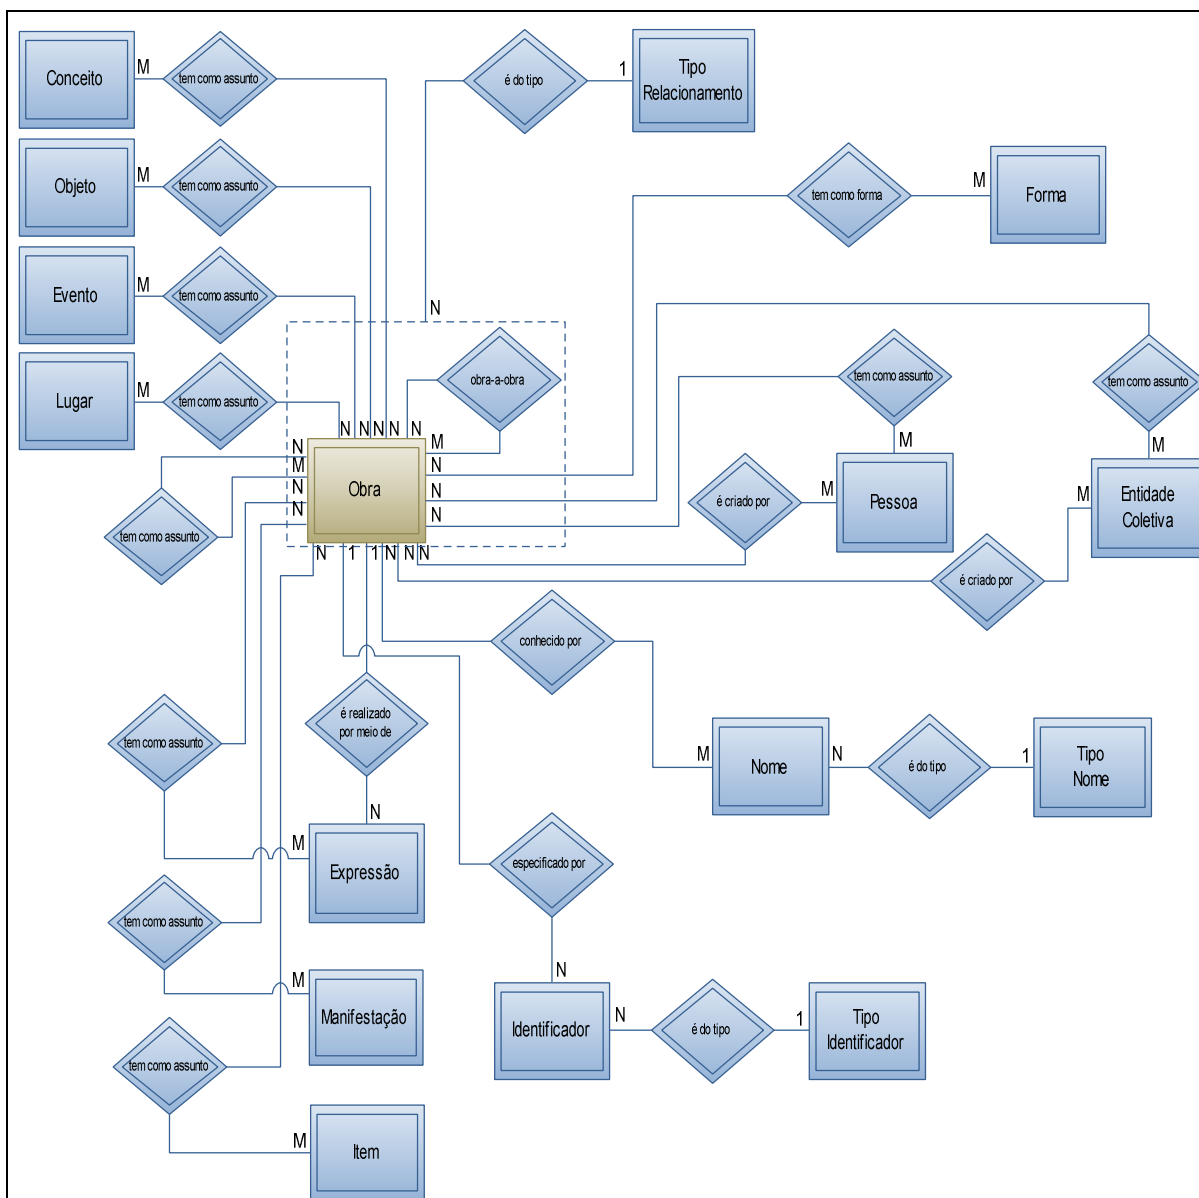 Conceito
M
tem como assunto
é do tipo
1
Tipo
Relacionamento
Objeto
M
tem como assunto
tem como forma
M
Forma
Evento
M
tem como assunto
N
Lugar
M
tem como assunto
obra-a-obra
tem como assunto
tem como assunto
N N N N N
M
M
M
N
M
N
N
Obra
N
N
N
é criado por
M
Pessoa
M
Entidade
Coletiva
tem como assunto
N 1 1 N N N
é criado por
conhecido por
é realizado
por meio de
tem como assunto
M
Nome
N
é do tipo
1
Tipo
Nome
N
M
Expressão
especificado por
tem como assunto
N
M
Manifestação
Identificador
N
é do tipo
1
Tipo
Identificador
tem como assunto
M
Item